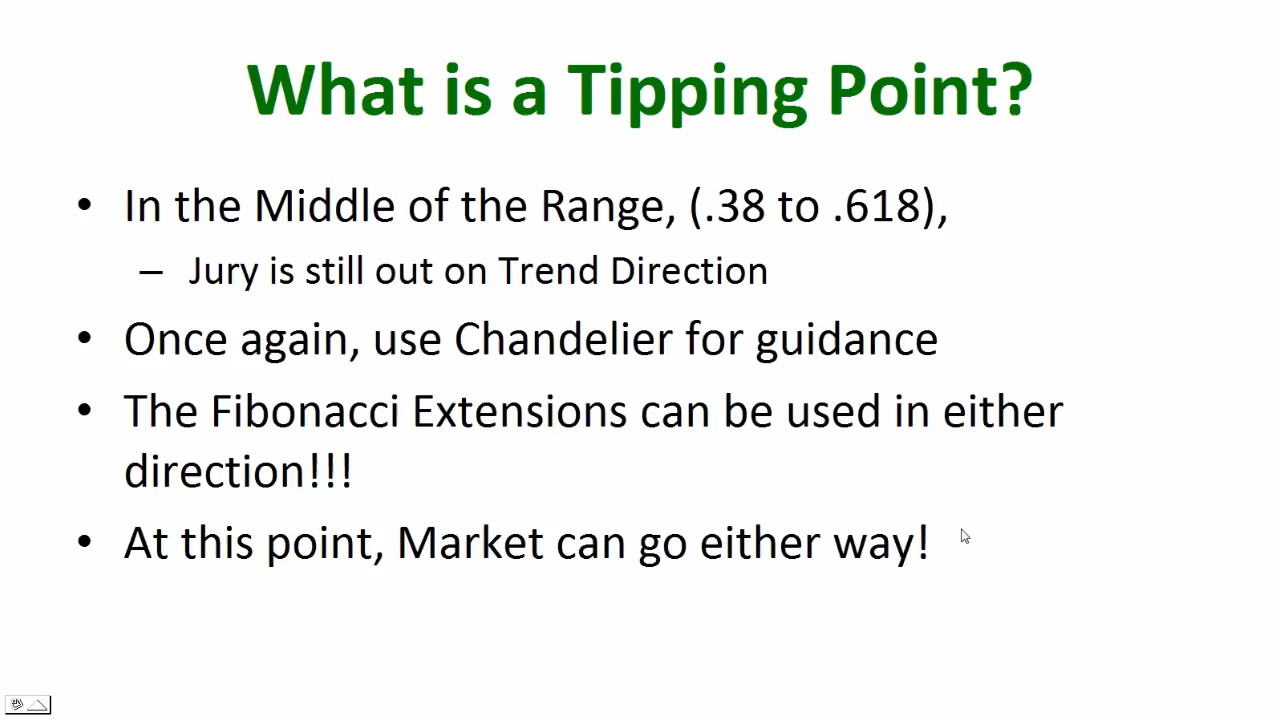 What is a Tipping Point?
• In the Middle of the Range, (.38 to .618),
– Jury is still out on Trend Direction
• Once again, use Chandelier for guidance
• The Fibonacci Extensions can be used in either
direction!!!
• At this point, Market can go either way!